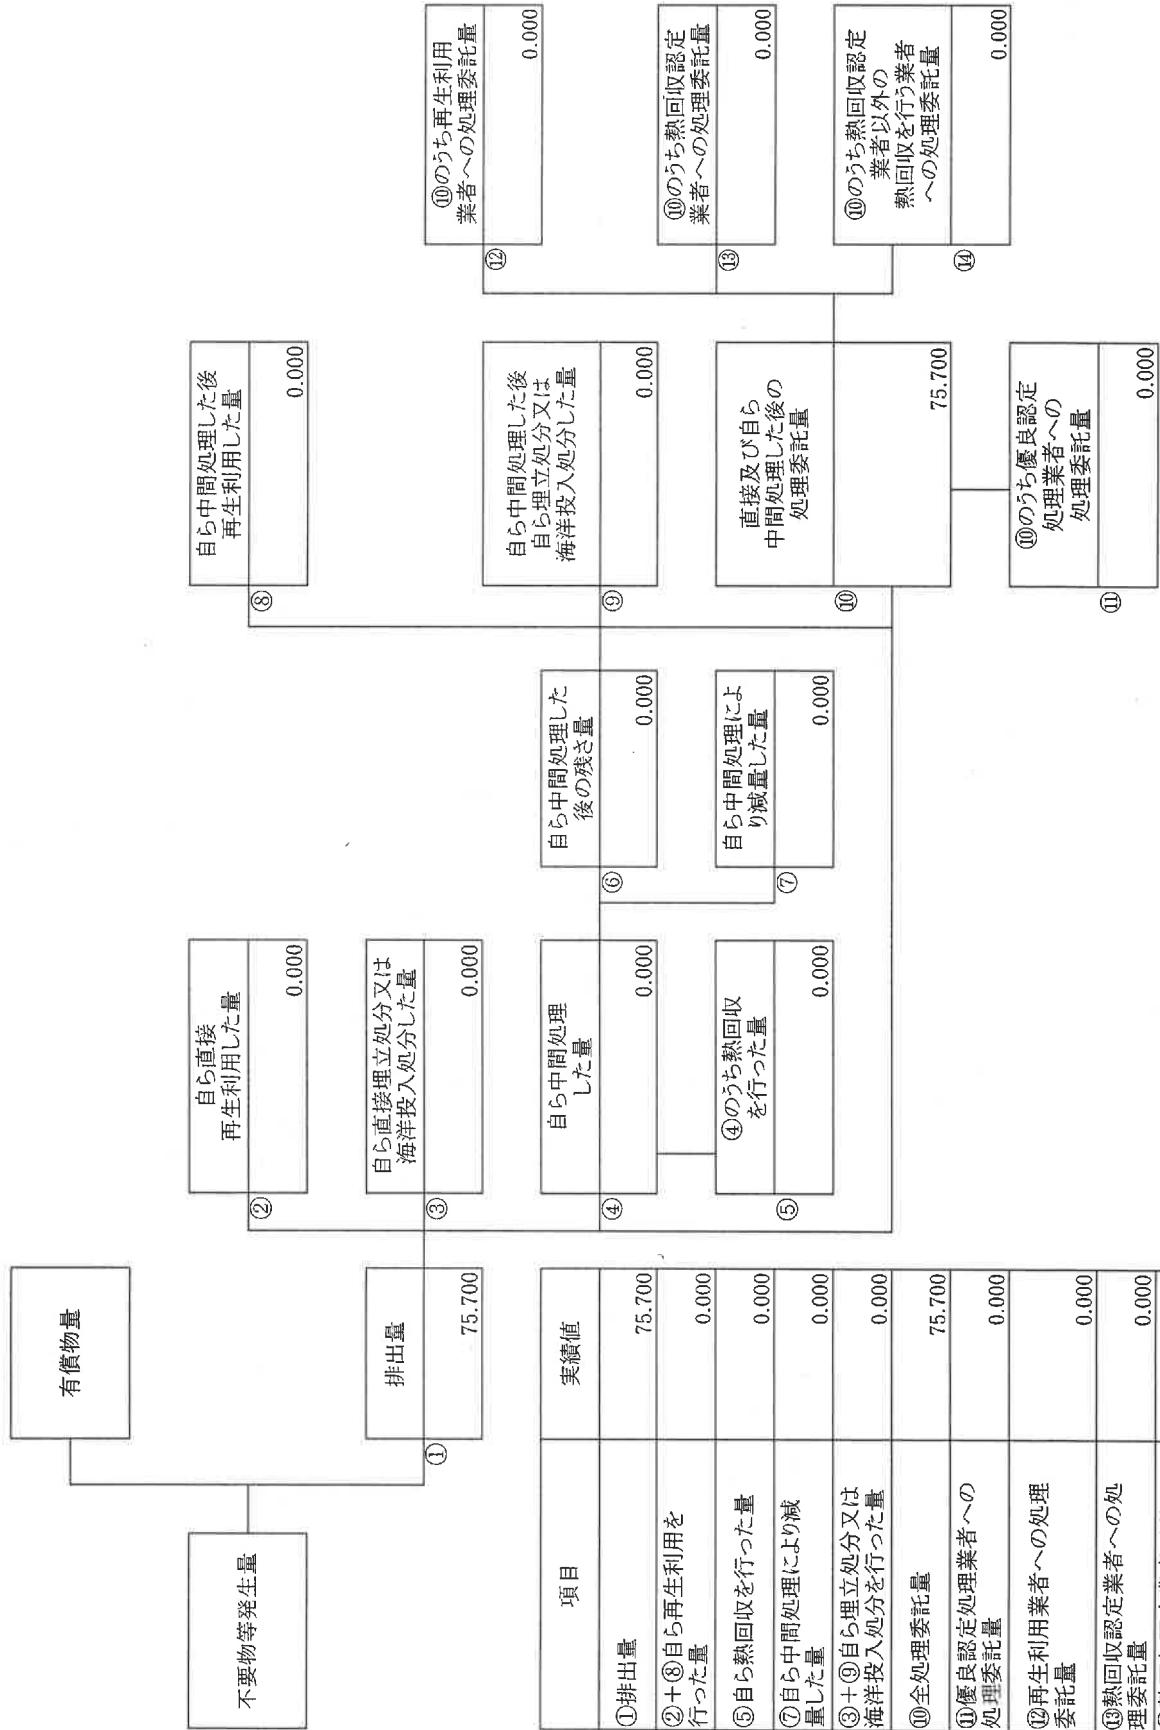 不要物等発生量
有償物量
排出量
①
75.700
自ら直接
再生利用した量
②
0.000
自ら直接埋立処分又は
海洋投入処分した量
③
0.000
自ら中間処理
した量
④
0.000
④のうち熱回収
を行った量
⑤
0.000
自ら中間処理した
後の残さ量
⑥
0.000
自ら中間処理によ
り減量した量
⑦
0.000
自ら中間処理した後
再生利用した量
⑧
0.000
自ら中間処理した後
自ら埋立処分又は
海洋投入処分した量
⑨
0.000
直接及び自ら
中間処理した後の
処理委託量
⑩
75.700
⑩のうち優良認定
処理業者への
処理委託量
⑪
0.000
⑩のうち再生利用
業者への処理委託量
⑫
0.000
⑩のうち熱回収認定
業者への処理委託量
⑬
0.000
⑩のうち熱回収認定
業者以外の
熱回収を行う業者
への処理委託量
⑭
0.000
項目 実績値
①排出量 75.700
②+⑧自ら再生利用を
行った量 0.000
⑤自ら熱回収を行った量 0.000
⑦自ら中間処理により減
量した量 0.000
③+⑨自ら埋立処分又は
海洋投入処分を行った量 0.000
⑩全処理委託量 75.700
⑪優良認定処理業者への
処理委託量 0.000
⑫再生利用業者への処理
委託量 0.000
⑬熱回収認定業者への処
理委託量 0.000